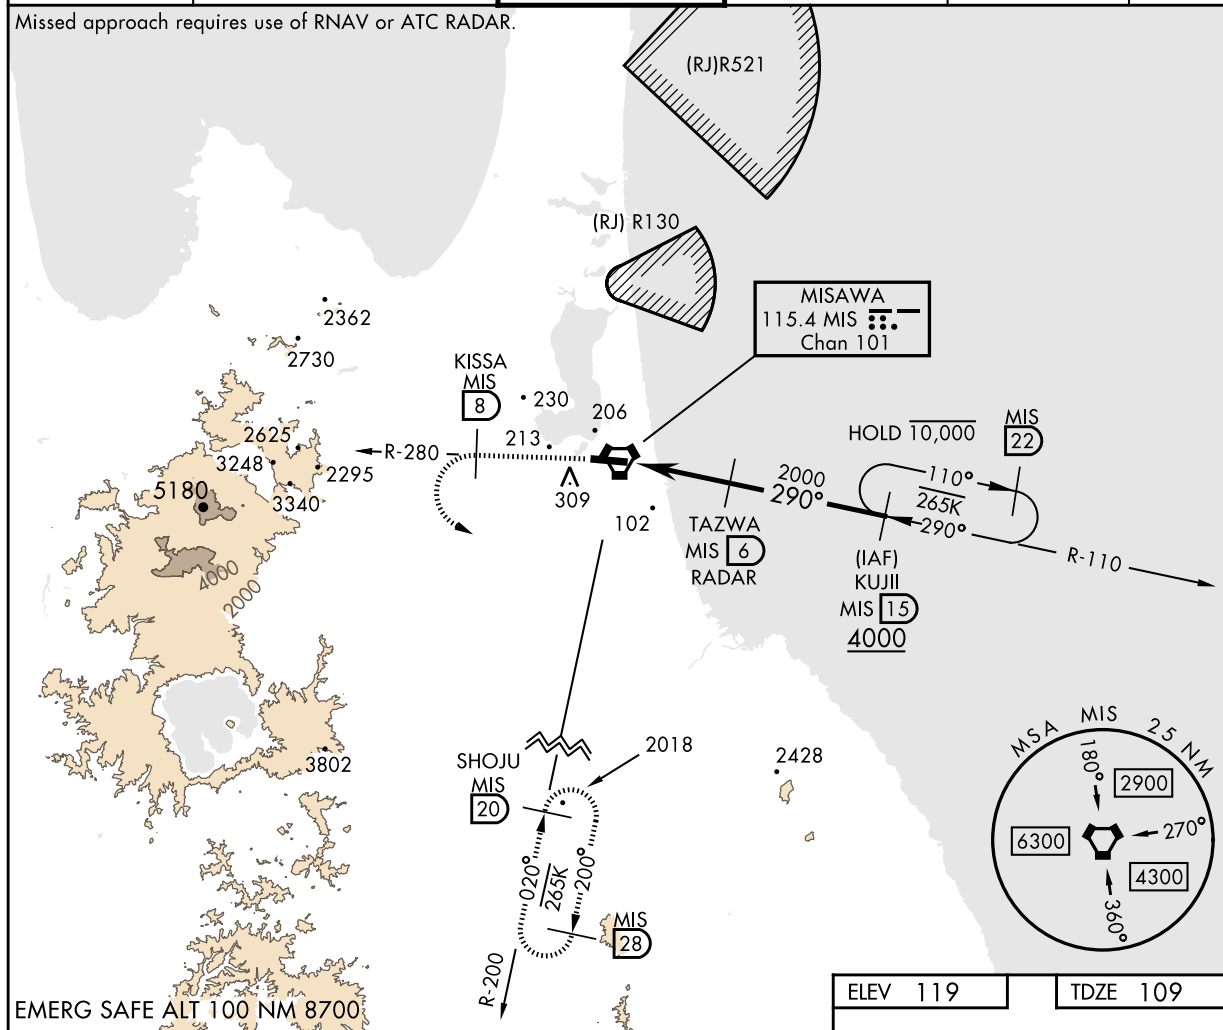 Missed approach requires use of RNAV or ATC RADAR.
(RJ)R521
(RJ) R130
MISAWA
115.4 MIS
Chan 101
2362
2730
KISSA
MIS
8
230
206
213
R-280
309
102
2625
3248
2295
3340
5180
4000
2000
HOLD 10,000
MIS
22
110°
265K
290°
R-110
2000
290°
TAZWA
MIS 6
RADAR
(IAF)
KUJII
MIS 15
4000
3802
SHOJU
MIS
20
2018
2428
020°
265K
200°
MIS
28
R-200
MSA MIS 25 NM
180°
2900
270°
6300
4300
360°
EMERG SAFE ALT 100 NM 8700
ELEV 119
TDZE 109